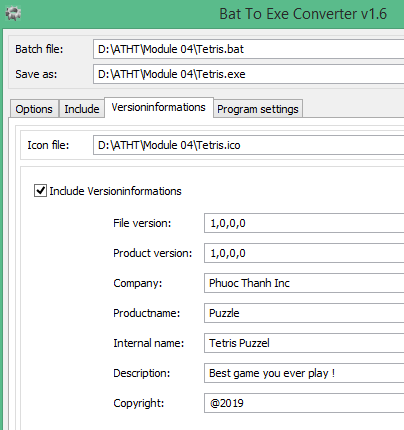 Bat To Exe Converter v1.6
Batch file: D:\ATHT\Module 04\Tetris.bat
Save as: D:\ATHT\Module 04\Tetris.exe
Options Include Versioninformations Program settings
Icon file: D:\ATHT\Module 04\Tetris.ico
Include Versioninformations
File version: 1,0,0,0
Product version: 1,0,0,0
Company: Phuoc Thanh Inc
Productname: Puzzle
Internal name: Tetris Puzzel
Description: Best game you ever play !
Copyright: @2019